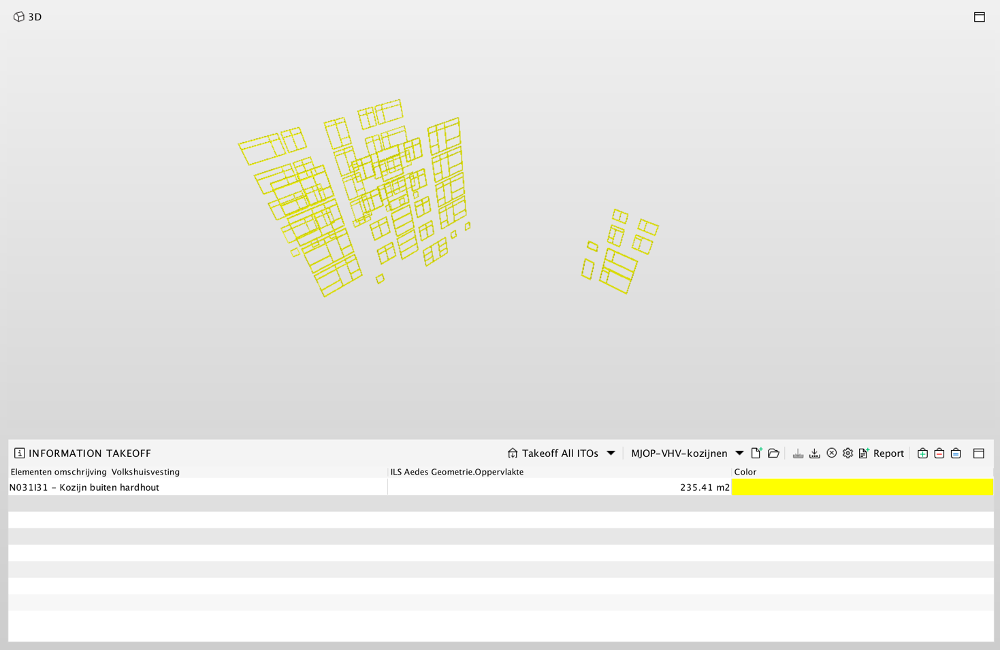 3D
INFORMATION TAKEOFF Takeoff All ITOs MJOP-VHV-kozijnen Report
Elementen omschrijving Volkshuisvesting ILS Aedes Geometrie.Oppervlakte Color
N031I31 – Kozijn buiten hardhout 235.41 m2